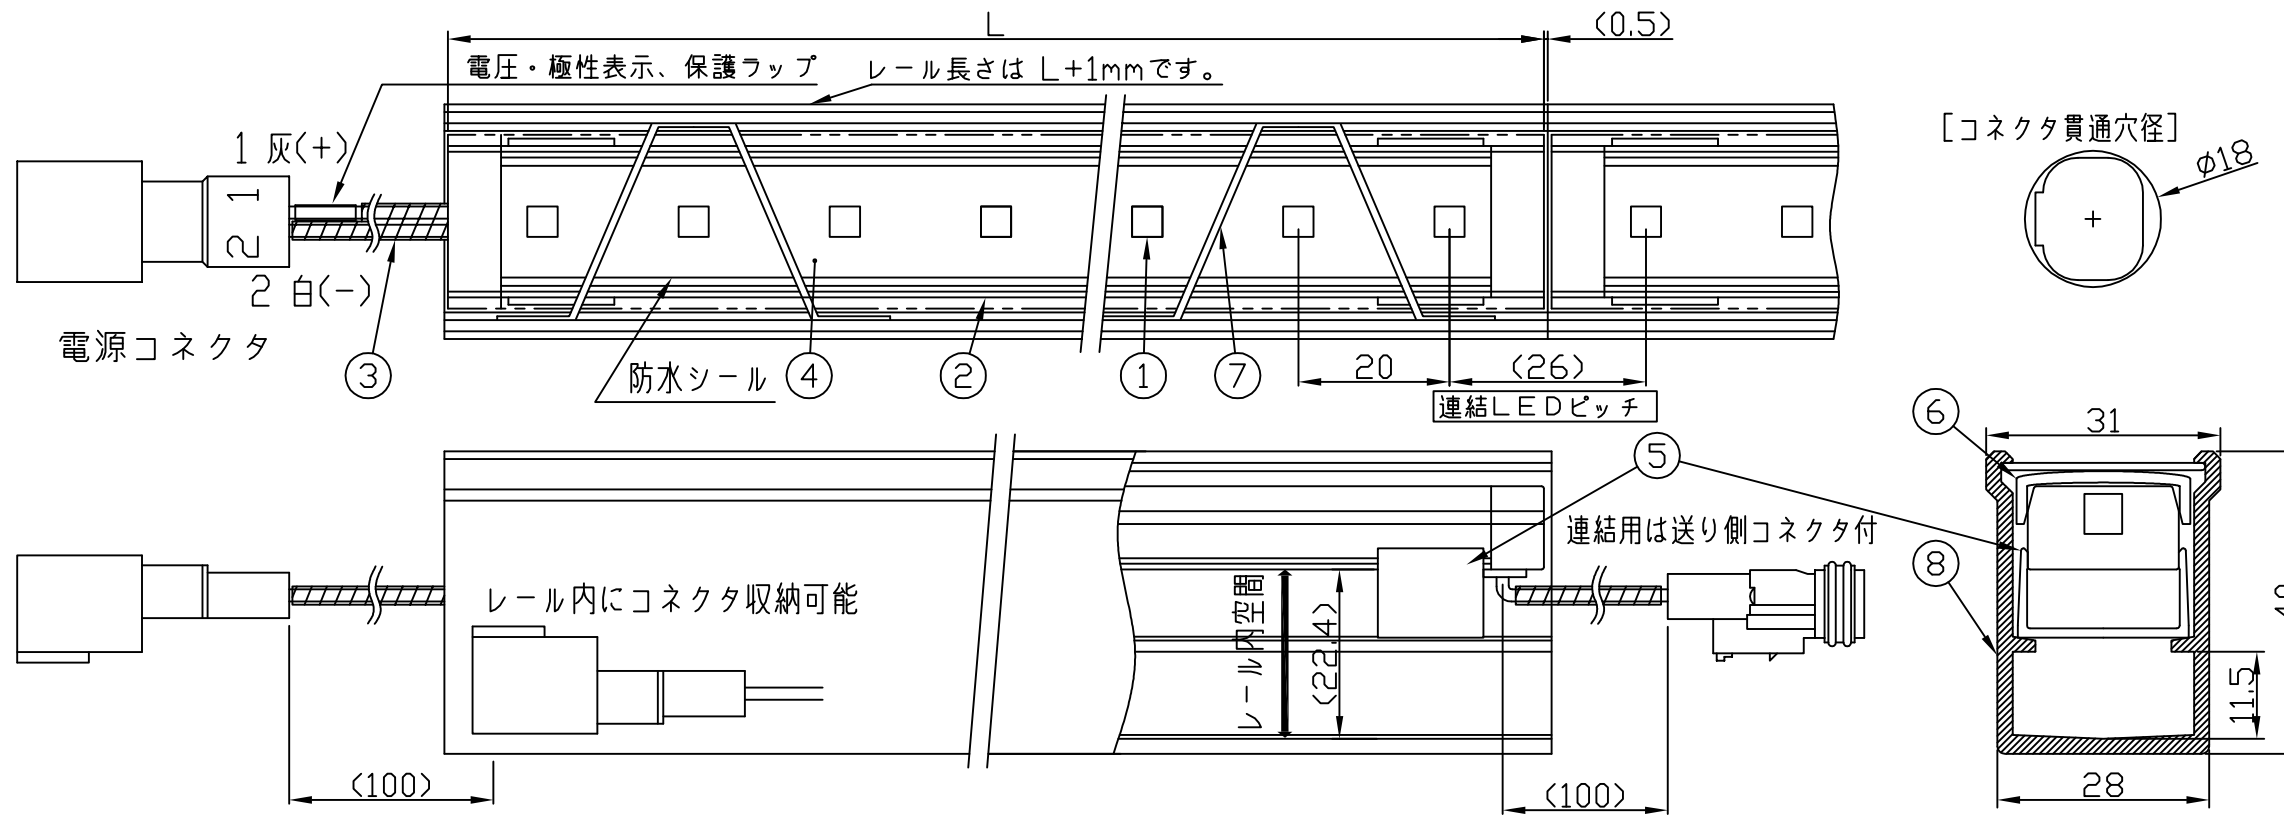 L
(0.5)
電圧・極性表示、保護ラップ
レール長さは L+1mmです。
[コネクタ貫通穴径]
φ18
1 灰(+)
1
2
2 白(-)
電源コネクタ
3
防水シール
4
2
1
7
20
(26)
連結LEDピッチ
6
31
5
連結用は送り側コネクタ付
8
レール内にコネクタ収納可能
レール内空間
(22.4)
11.5
(100)
(100)
28